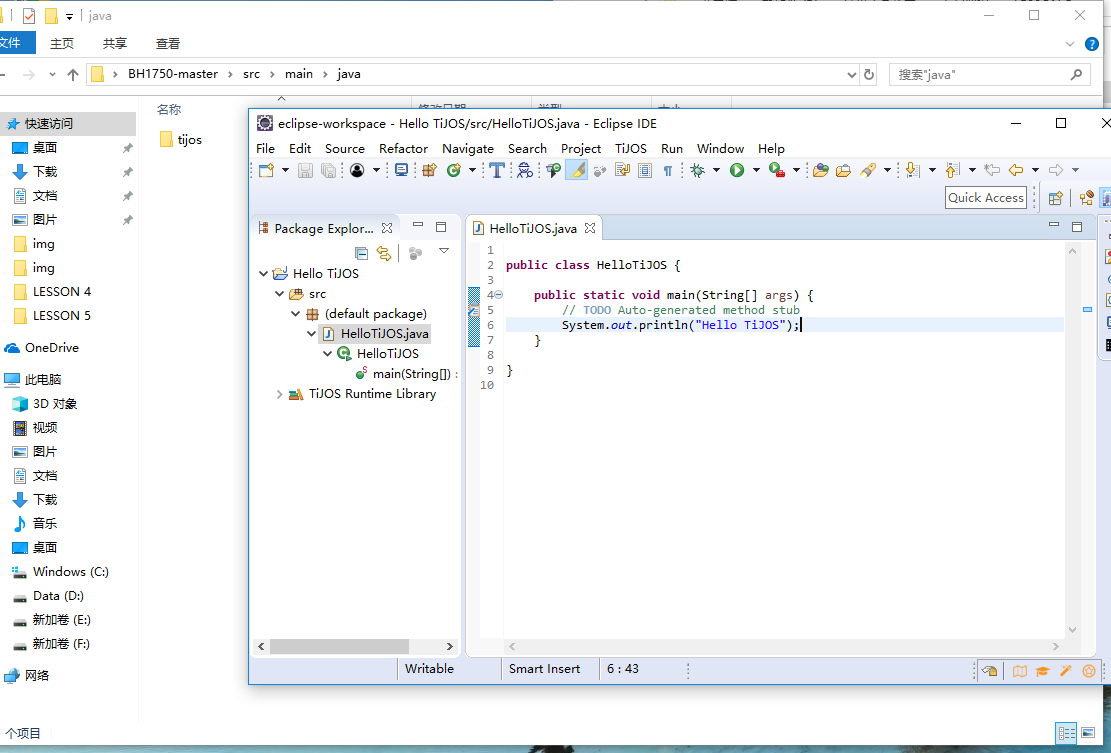 java
文件 主页 共享 查看
BH1750-master › src › main › java
搜索"java"
名称
tijos
快速访问
桌面
下载
文档
图片
img
img
LESSON 4
LESSON 5
OneDrive
此电脑
3D 对象
视频
图片
文档
下载
音乐
桌面
Windows (C:)
Data (D:)
新加卷 (E:)
新加卷 (F:)
网络
个项目
eclipse-workspace - Hello TiJOS/src/HelloTiJOS.java - Eclipse IDE
File Edit Source Refactor Navigate Search Project TiJOS Run Window Help
Quick Access
Package Explor...
Hello TiJOS
src
(default package)
HelloTiJOS.java
HelloTiJOS
main(String[]) :
TiJOS Runtime Library
HelloTiJOS.java
1
2 public class HelloTiJOS {
3
4 public static void main(String[] args) {
5 // TODO Auto-generated method stub
6 System.out.println("Hello TiJOS");
7 }
8
9 }
10
Writable Smart Insert 6 : 43